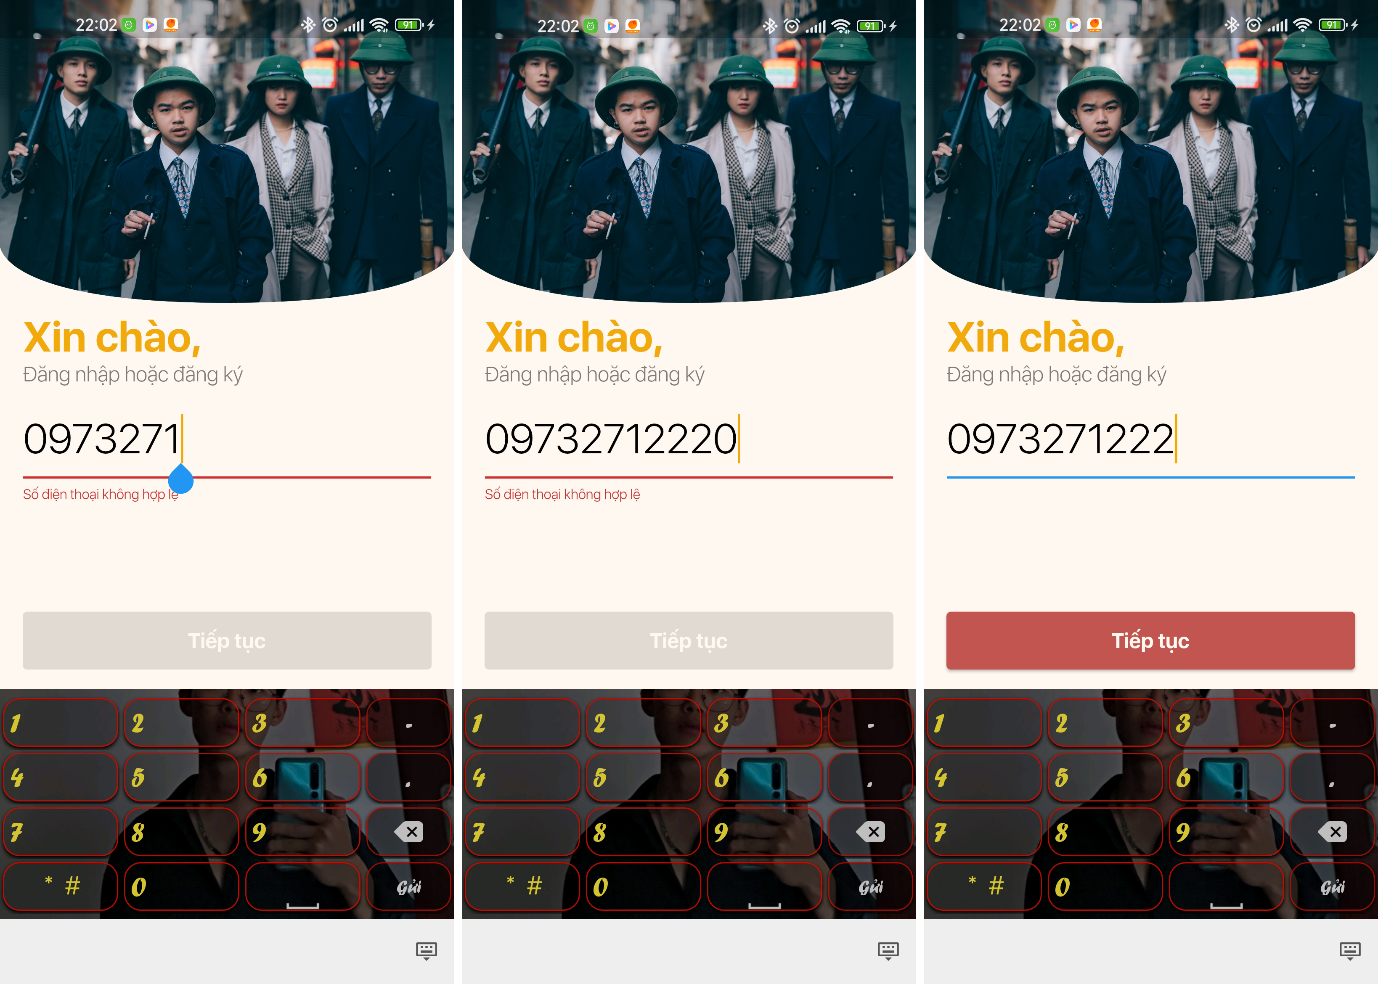 22:02
91
Xin chào,
Đăng nhập hoặc đăng ký
0973271
Số điện thoại không hợp lệ
Tiếp tục
1 2 3 -
4 5 6 .
7 8 9
* # 0 Gửi
22:02
91
Xin chào,
Đăng nhập hoặc đăng ký
09732712220
Số điện thoại không hợp lệ
Tiếp tục
1 2 3 -
4 5 6 .
7 8 9
* # 0 Gửi
22:02
91
Xin chào,
Đăng nhập hoặc đăng ký
0973271222
Tiếp tục
1 2 3 -
4 5 6 .
7 8 9
* # 0 Gửi